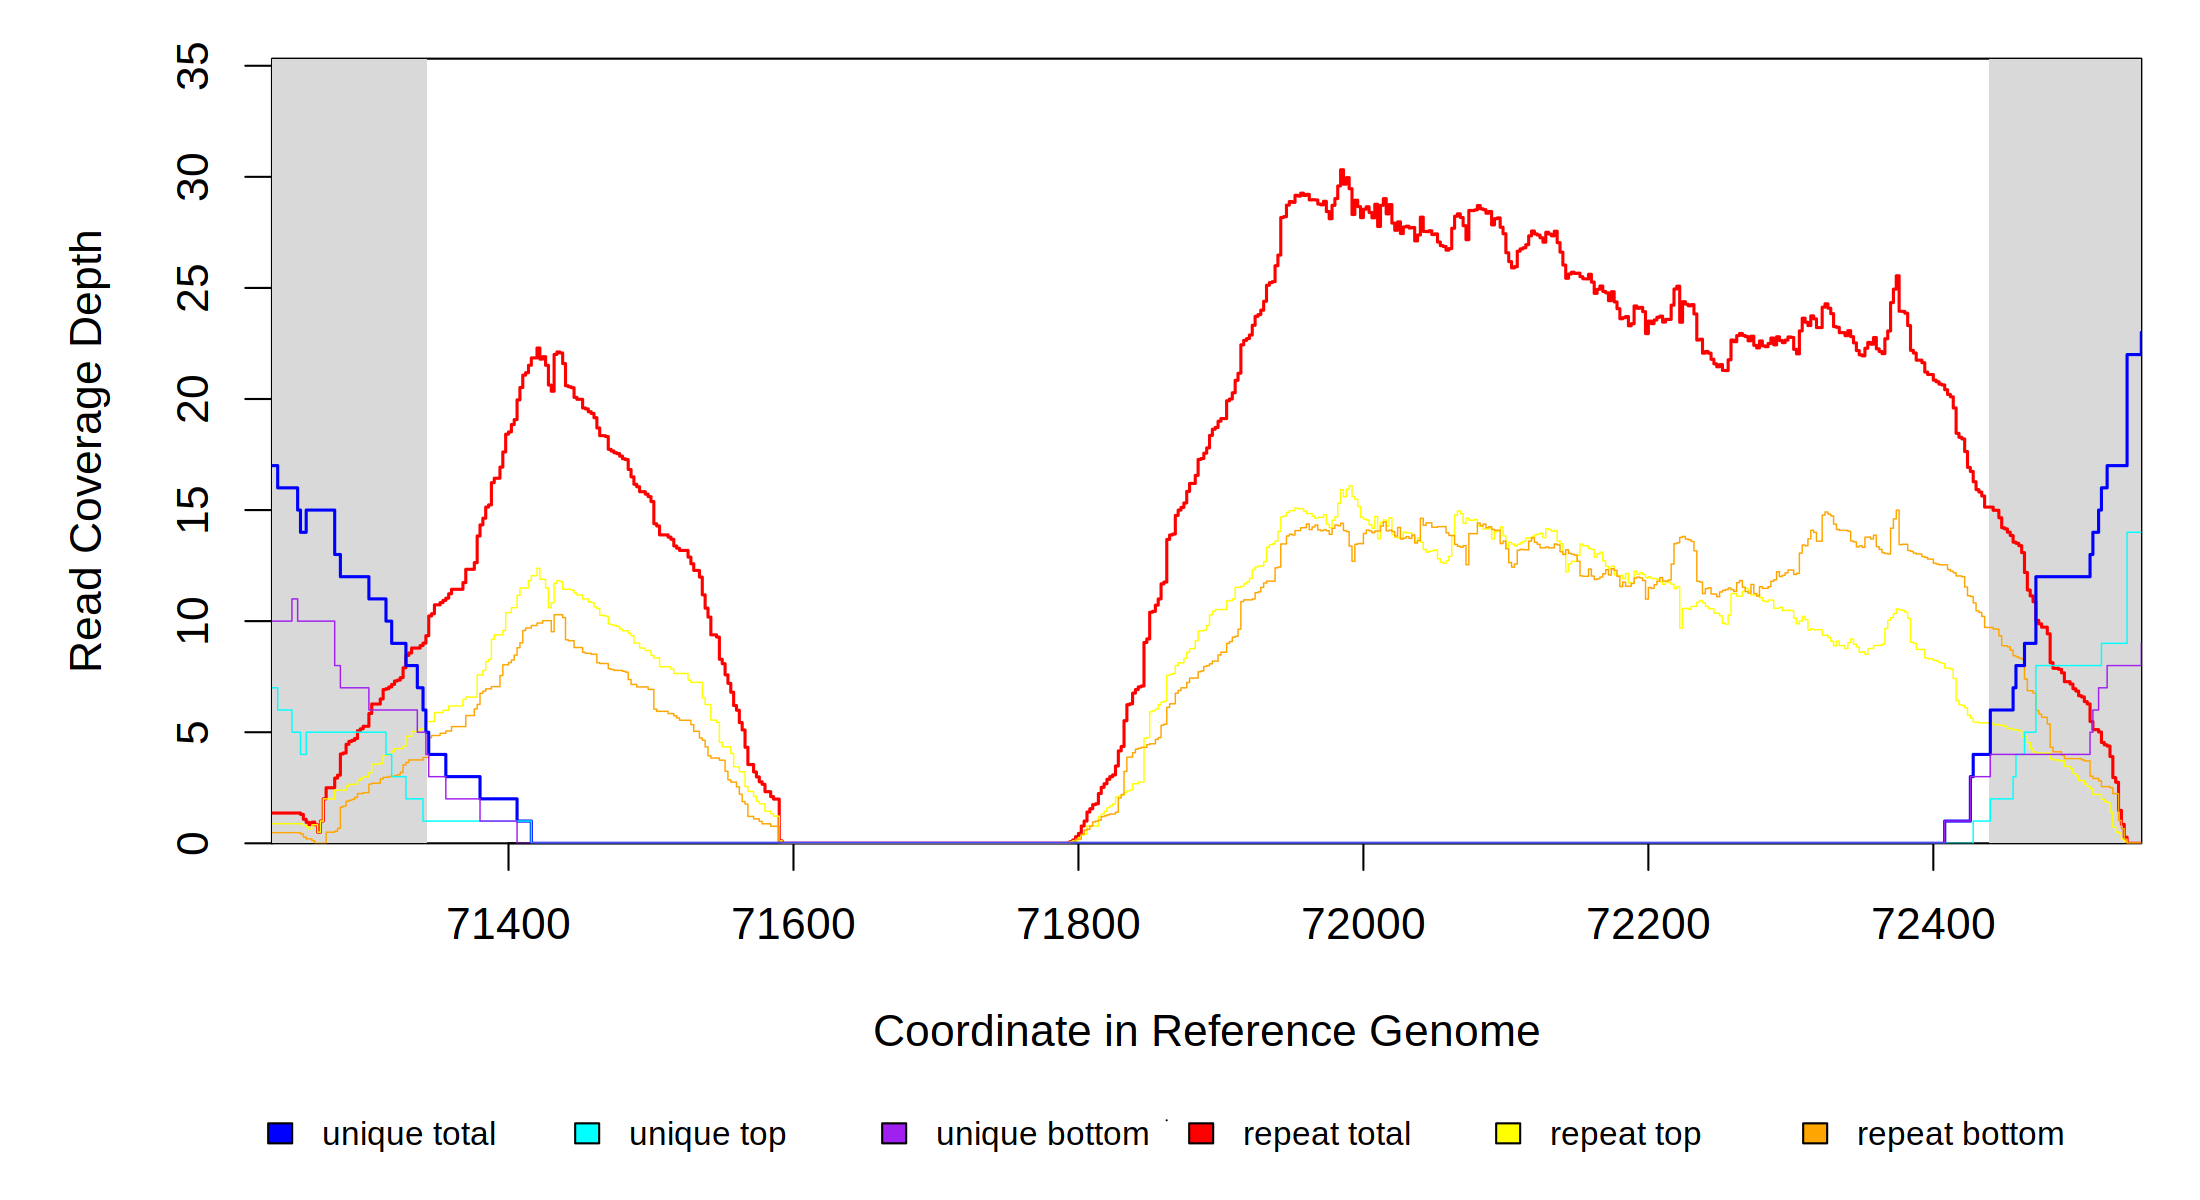 35
30
25
20
15
10
5
0
Read Coverage Depth
71400 71600 71800 72000 72200 72400
Coordinate in Reference Genome
unique total unique top unique bottom repeat total repeat top repeat bottom